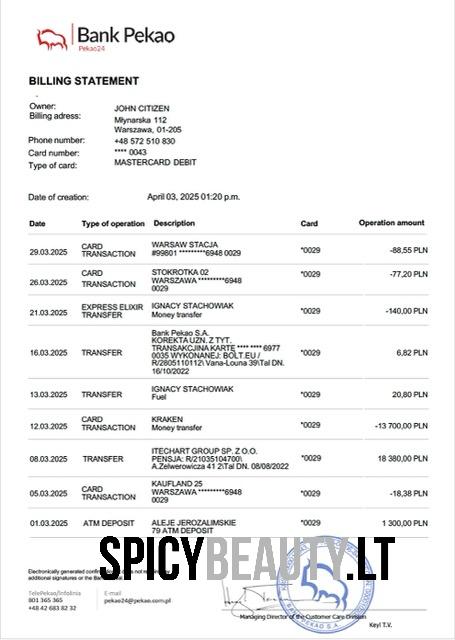 Bank Pekao
Pekao24
BILLING STATEMENT
Owner: JOHN CITIZEN
Billing adress: Młynarska 112
Warszawa, 01-205
Phone number: +48 572 510 830
Card number: **** 0043
Type of card: MASTERCARD DEBIT
Date of creation: April 03, 2025 01:20 p.m.
Date Type of operation Description Card Operation amount
29.03.2025 CARD TRANSACTION WARSAW STACJA #99601 *********6948 0029 *0029 -88,55 PLN
26.03.2025 CARD TRANSACTION STOKROTKA 02 WARSZAWA *********6948 0029 *0029 -77,20 PLN
21.03.2025 EXPRESS ELIXIR TRANSFER IGNACY STACHOWIAK Money transfer *0029 -140,00 PLN
16.03.2025 TRANSFER Bank Pekao S.A. KOREKTA UZN. Z TYT. TRANSAKCJINA KARTE **** **** 6977 0035 WYKONANEJ: BOLT.EU / R/2805110112\ Vana-Louna 39\Tal DN. 16/10/2022 *0029 6,82 PLN
13.03.2025 TRANSFER IGNACY STACHOWIAK Fuel *0029 20,80 PLN
12.03.2025 CARD TRANSACTION KRAKEN Money transfer *0029 -13 700,00 PLN
08.03.2025 TRANSFER ITECHART GROUP SP. Z O.O. PENSJA: R/21035104700\ A.Zelwerowicza 41 2\Tal DN. 08/08/2022 *0029 18 380,00 PLN
05.03.2025 CARD TRANSACTION KAUFLAND 25 WARSZAWA *********6948 0029 *0029 -18,38 PLN
01.03.2025 ATM DEPOSIT ALEJE JEROZALIMSKIE 79 ATM DEPOSIT *0029 1 300,00 PLN
SPICYBEAUTY.LT
Electronically generated
additional signatures or the Bank
TelePekao/Infolinia E-mail
801 365 365 pekao24@pekao.com.pl
+48 42 683 82 32
Managing Director of the Customer Care Division
Keyl T.V.